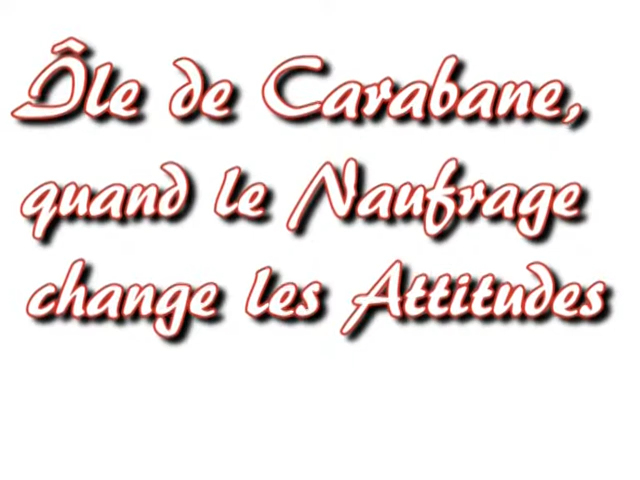 Île de Carabane,
quand le Naufrage
change les Attitudes